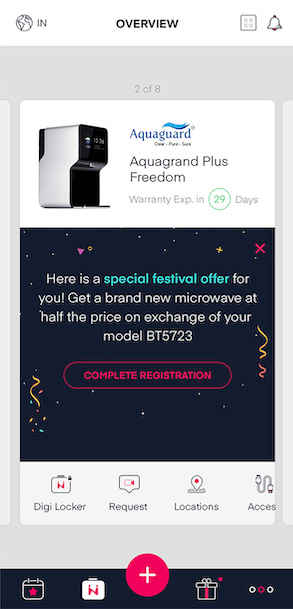 IN
OVERVIEW
2 of 8
Aquaguard®
Clear - Pure - Sure
Aquagrand Plus
Freedom
Warranty Exp. in 29 Days
Here is a special festival offer for
you! Get a brand new microwave at
half the price on exchange of your
model BT5723
COMPLETE REGISTRATION
Digi Locker
Request
Locations
Acces